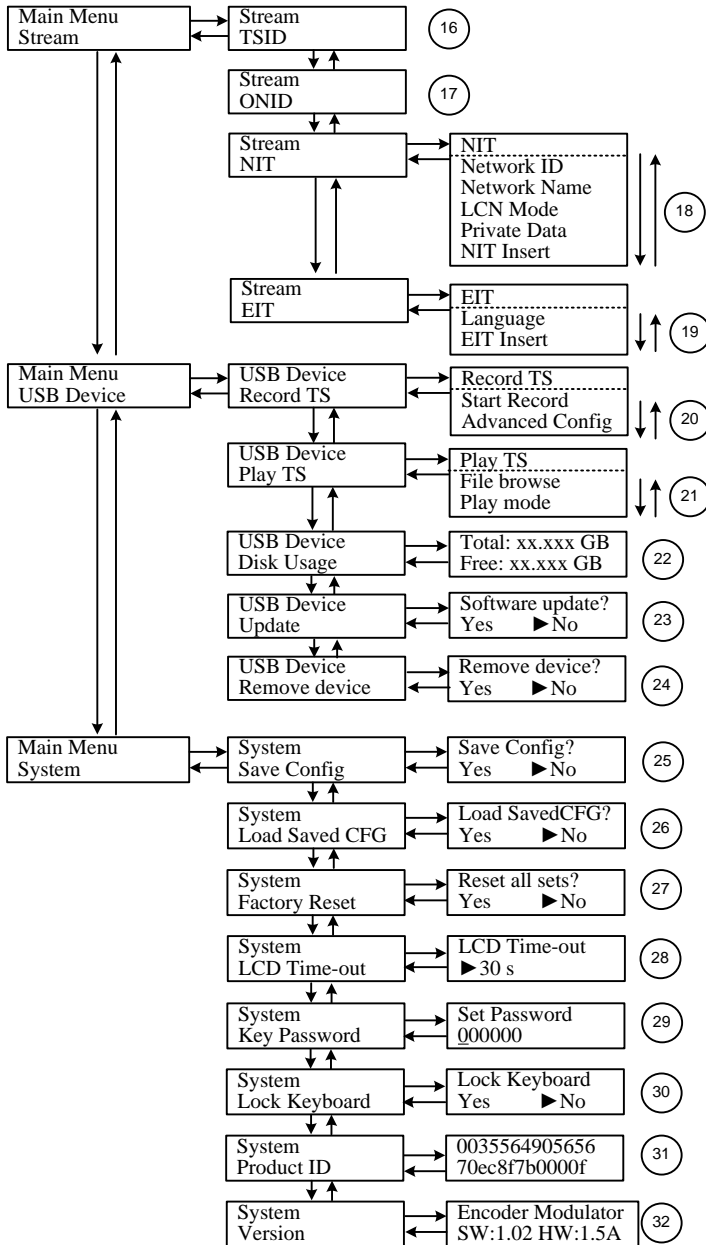 Main Menu
Stream
Stream
TSID
16
Stream
ONID
17
Stream
NIT
NIT
Network ID
Network Name
LCN Mode
Private Data
NIT Insert
18
Stream
EIT
EIT
Language
EIT Insert
19
Main Menu
USB Device
USB Device
Record TS
Record TS
Start Record
Advanced Config
20
USB Device
Play TS
Play TS
File browse
Play mode
21
USB Device
Disk Usage
Total: xx.xxx GB
Free: xx.xxx GB
22
USB Device
Update
Software update?
Yes ►No
23
USB Device
Remove device
Remove device?
Yes ►No
24
Main Menu
System
System
Save Config
Save Config?
Yes ►No
25
System
Load Saved CFG
Load SavedCFG?
Yes ►No
26
System
Factory Reset
Reset all sets?
Yes ►No
27
System
LCD Time-out
LCD Time-out
►30 s
28
System
Key Password
Set Password
000000
29
System
Lock Keyboard
Lock Keyboard
Yes ►No
30
System
Product ID
0035564905656
70ec8f7b0000f
31
System
Version
Encoder Modulator
SW:1.02 HW:1.5A
32